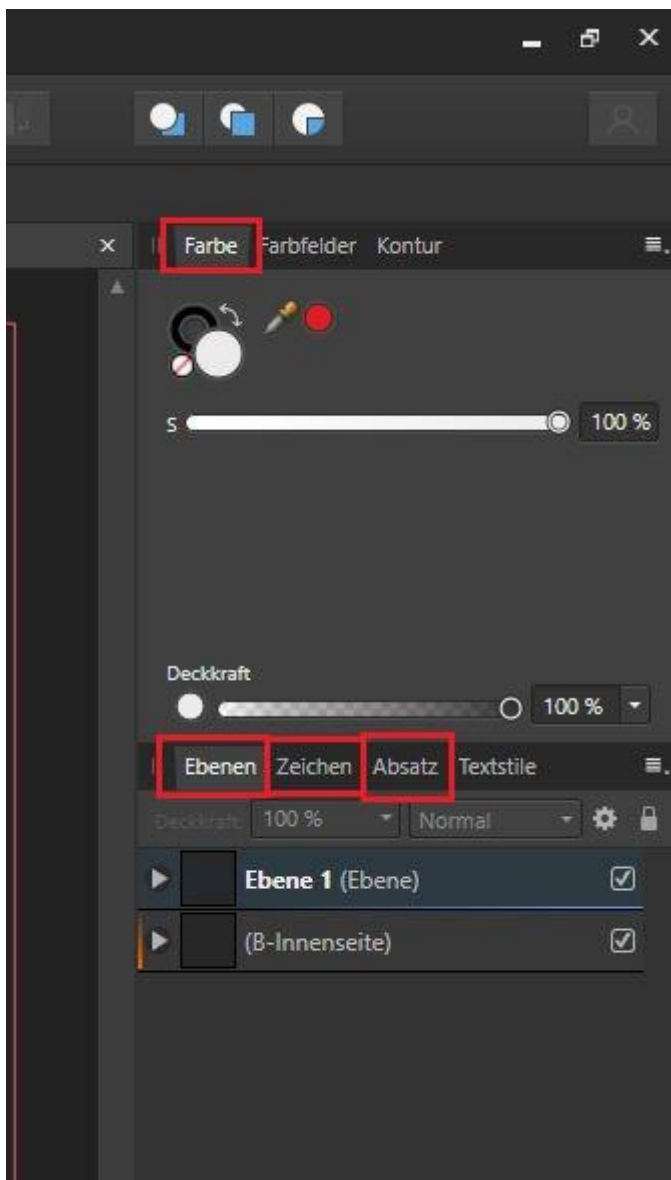 Farbe Farbfelder Kontur
S 100 %
Deckkraft
100 %
Ebenen Zeichen Absatz Textstile
Deckkraft: 100 % Normal
Ebene 1 (Ebene)
(B-Innenseite)